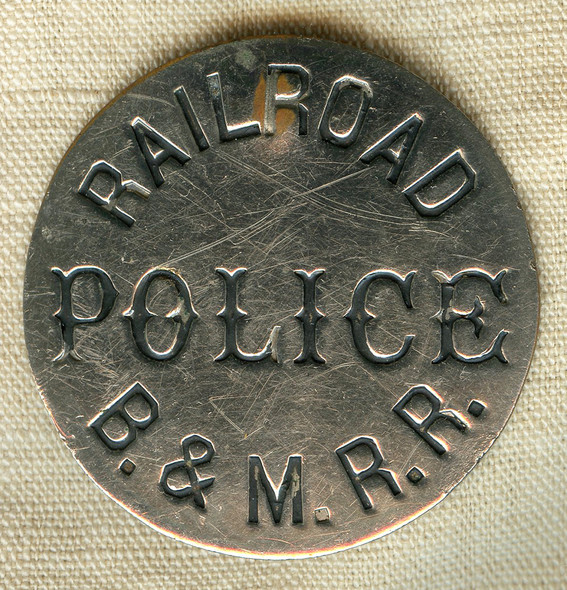 RAILROAD
POLICE
B. & M. R. R.